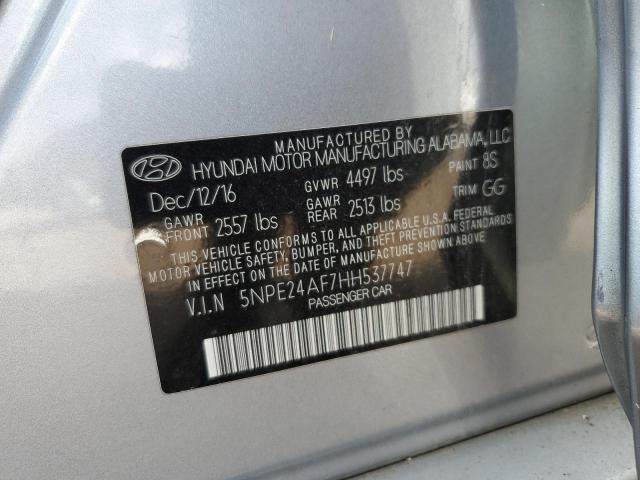 MANUFACTURED BY
HYUNDAI MOTOR MANUFACTURING ALABAMA, LLC
Dec/12/16 GVWR 4497 lbs PAINT 8S
GAWR FRONT 2557 lbs GAWR REAR 2513 lbs TRIM GG
THIS VEHICLE CONFORMS TO ALL APPLICABLE U.S.A. FEDERAL
MOTOR VEHICLE SAFETY, BUMPER, AND THEFT PREVENTION STANDARDS
IN EFFECT ON THE DATE OF MANUFACTURE SHOWN ABOVE.
V.I.N 5NPE24AF7HH537747
PASSENGER CAR